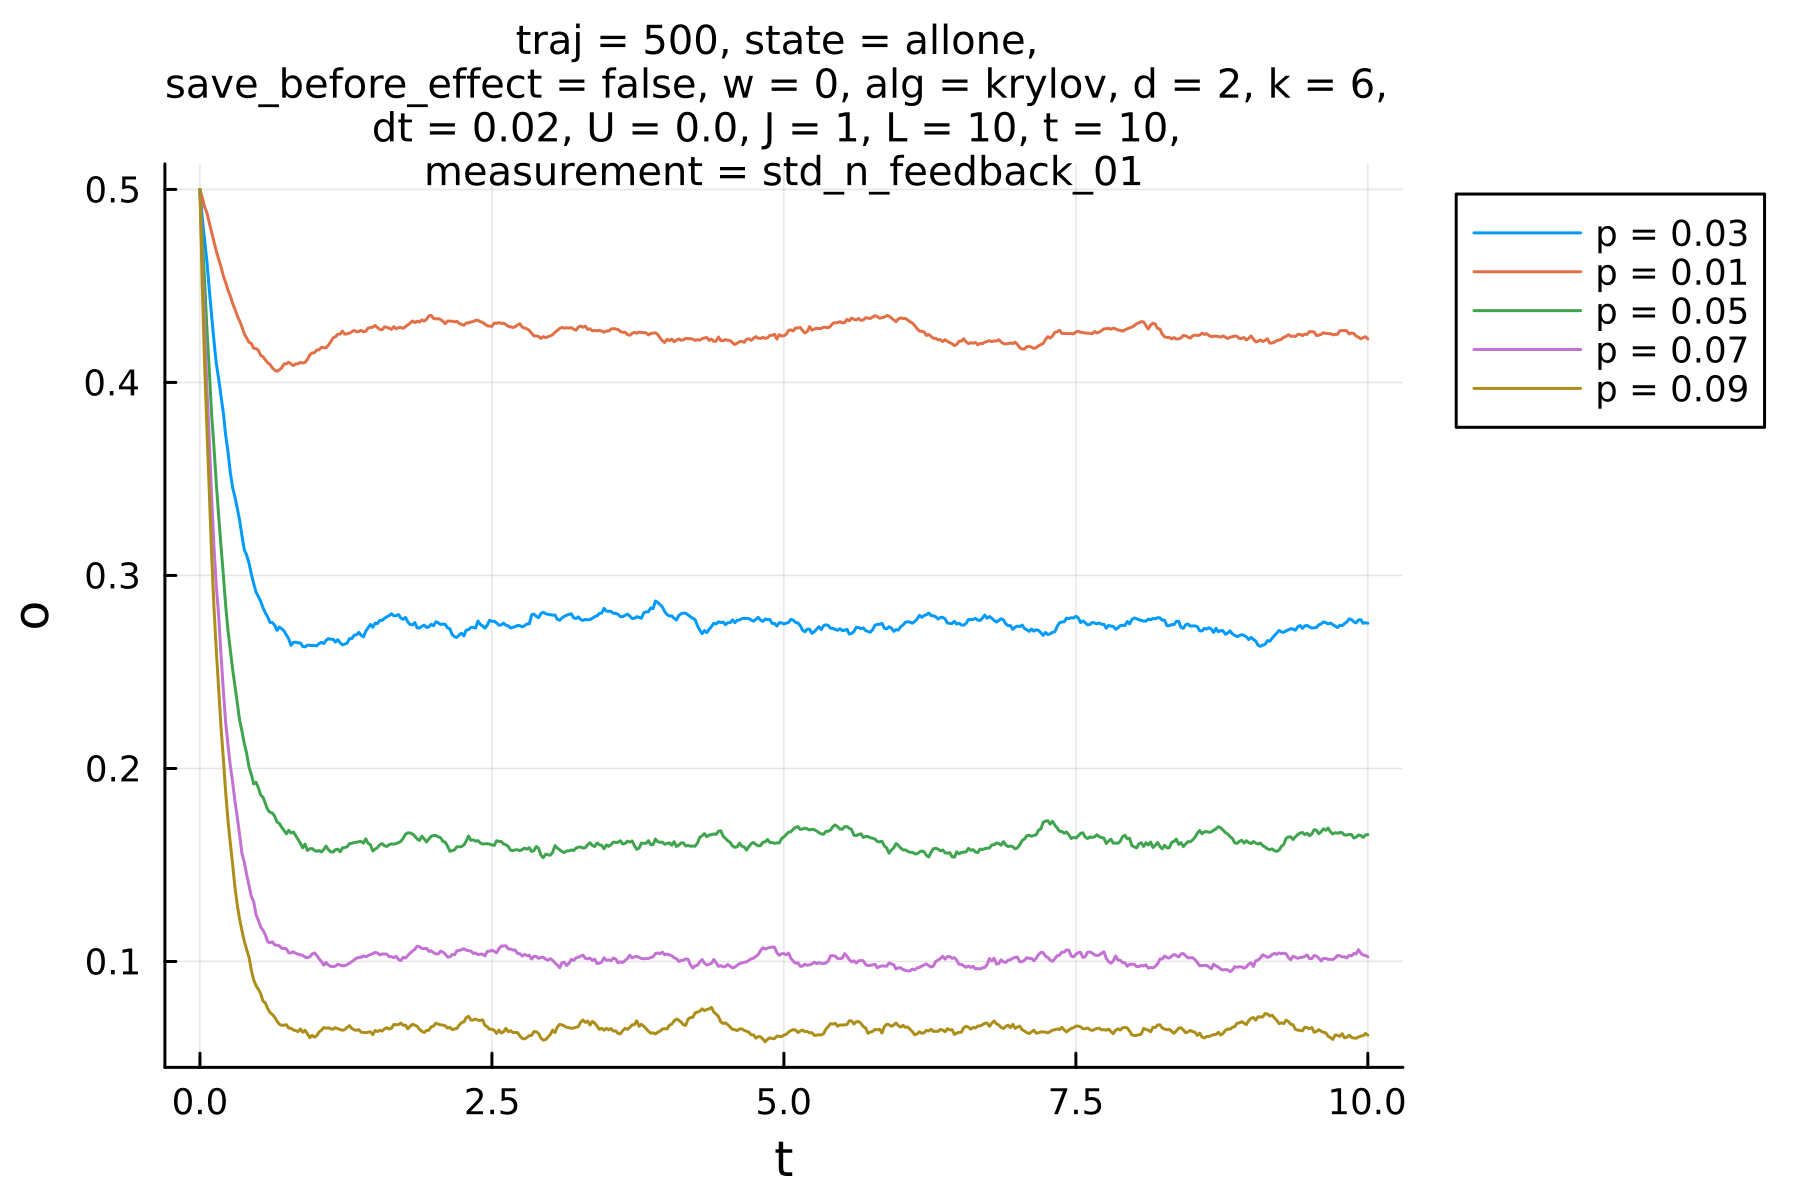 traj = 500, state = allone,
save_before_effect = false, w = 0, alg = krylov, d = 2, k = 6,
dt = 0.02, U = 0.0, J = 1, L = 10, t = 10,
measurement = std_n_feedback_01
0.5
0.4
0.3
0.2
0.1
o
0.0 2.5 5.0 7.5 10.0
t
p = 0.03
p = 0.01
p = 0.05
p = 0.07
p = 0.09